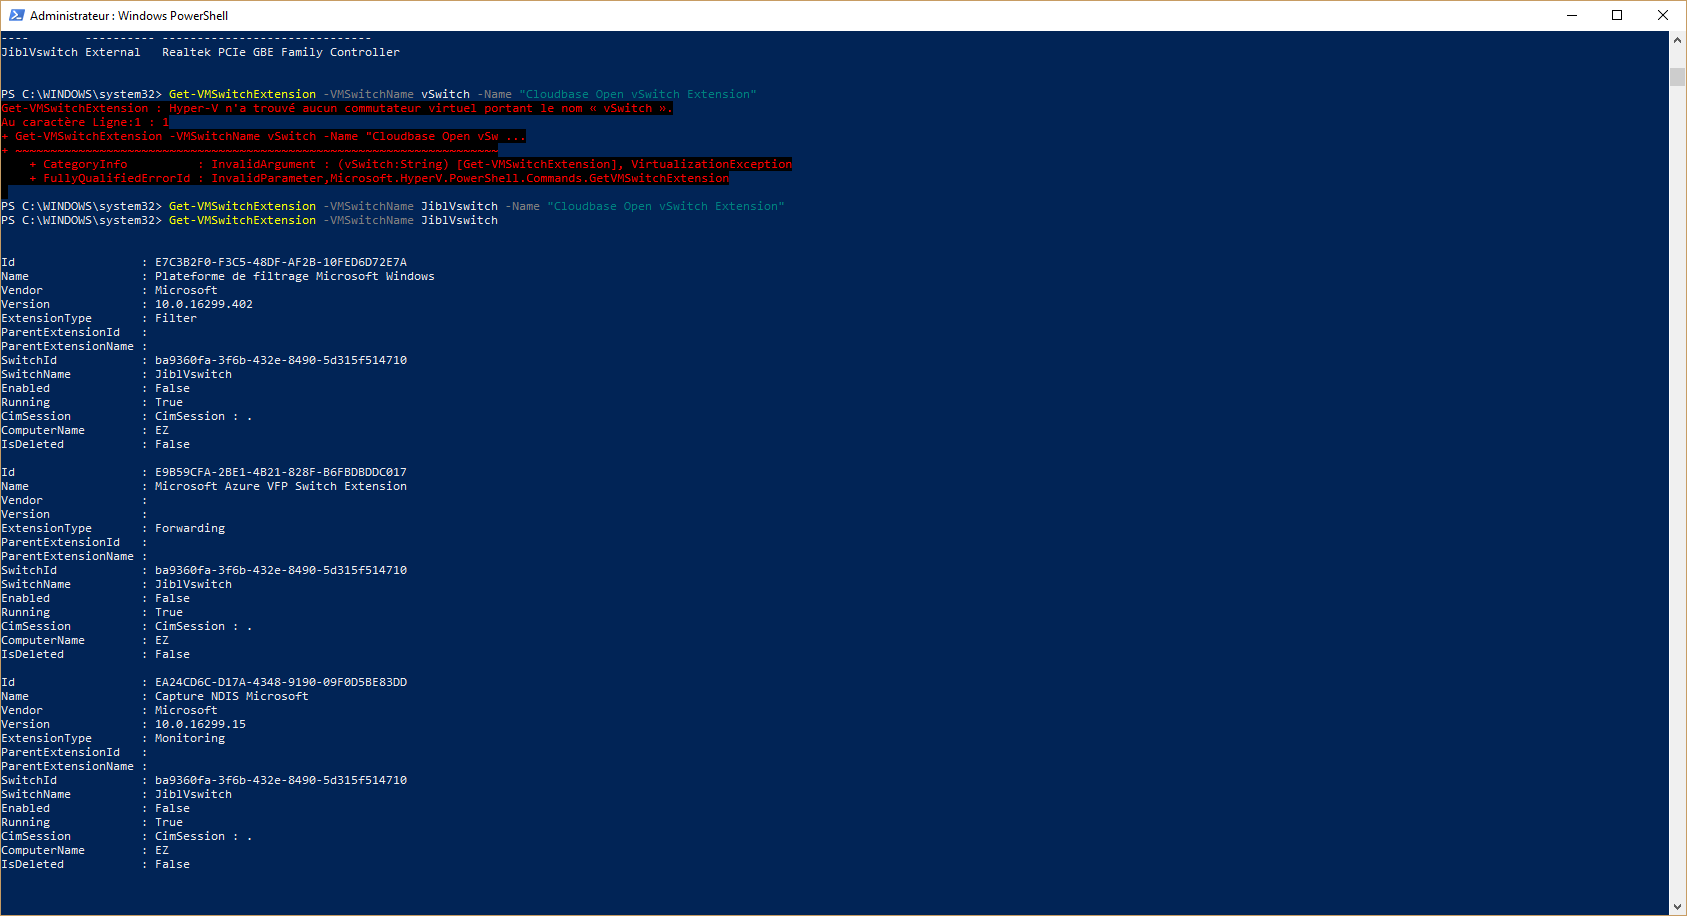 Administrateur : Windows PowerShell
----       ---------- ------------------------------
JiblVswitch External   Realtek PCIe GBE Family Controller
PS C:\WINDOWS\system32> Get-VMSwitchExtension -VMSwitchName vSwitch -Name "Cloudbase Open vSwitch Extension"
Get-VMSwitchExtension : Hyper-V n'a trouvé aucun commutateur virtuel portant le nom « vSwitch ».
Au caractère Ligne:1 : 1
+ Get-VMSwitchExtension -VMSwitchName vSwitch -Name "Cloudbase Open vSw ...
+ ~~~~~~~~~~~~~~~~~~~~~~~~~~~~~~~~~~~~~~~~~~~~~~~~~~~~~~~~~~~~~~~~~~~~~
    + CategoryInfo          : InvalidArgument : (vSwitch:String) [Get-VMSwitchExtension], VirtualizationException
    + FullyQualifiedErrorId : InvalidParameter,Microsoft.HyperV.PowerShell.Commands.GetVMSwitchExtension
PS C:\WINDOWS\system32> Get-VMSwitchExtension -VMSwitchName JiblVswitch -Name "Cloudbase Open vSwitch Extension"
PS C:\WINDOWS\system32> Get-VMSwitchExtension -VMSwitchName JiblVswitch
Id                  : E7C3B2F0-F3C5-48DF-AF2B-10FED6D72E7A
Name                : Plateforme de filtrage Microsoft Windows
Vendor              : Microsoft
Version             : 10.0.16299.402
ExtensionType       : Filter
ParentExtensionId   :
ParentExtensionName :
SwitchId            : ba9360fa-3f6b-432e-8490-5d315f514710
SwitchName          : JiblVswitch
Enabled             : False
Running             : True
CimSession          : CimSession : .
ComputerName        : EZ
IsDeleted           : False
Id                  : E9B59CFA-2BE1-4B21-828F-B6FBDBDDC017
Name                : Microsoft Azure VFP Switch Extension
Vendor              :
Version             :
ExtensionType       : Forwarding
ParentExtensionId   :
ParentExtensionName :
SwitchId            : ba9360fa-3f6b-432e-8490-5d315f514710
SwitchName          : JiblVswitch
Enabled             : False
Running             : True
CimSession          : CimSession : .
ComputerName        : EZ
IsDeleted           : False
Id                  : EA24CD6C-D17A-4348-9190-09F0D5BE83DD
Name                : Capture NDIS Microsoft
Vendor              : Microsoft
Version             : 10.0.16299.15
ExtensionType       : Monitoring
ParentExtensionId   :
ParentExtensionName :
SwitchId            : ba9360fa-3f6b-432e-8490-5d315f514710
SwitchName          : JiblVswitch
Enabled             : False
Running             : True
CimSession          : CimSession : .
ComputerName        : EZ
IsDeleted           : False